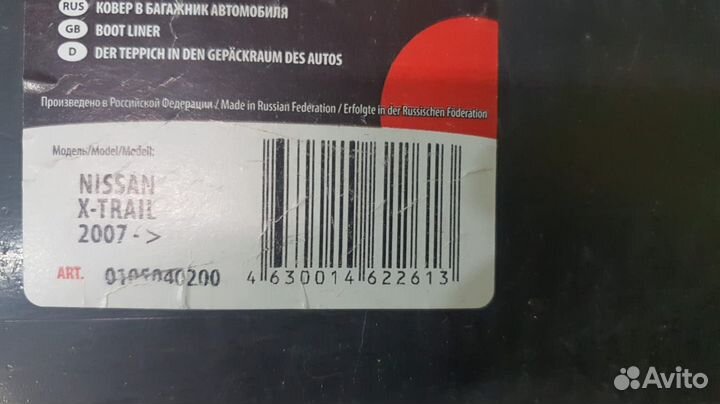 RUS КОВЕР В БАГАЖНИК АВТОМОБИЛЯ
GB BOOT LINER
D DER TEPPICH IN DEN GEPÄCKRAUM DES AUTOS
Произведено в Российской Федерации / Made in Russian Federation / Erfolgte in der Russischen Föderation
Модель/Model/Modell:
NISSAN
X-TRAIL
2007 - >
ART. 0105040200
4 630014 622613
Avito